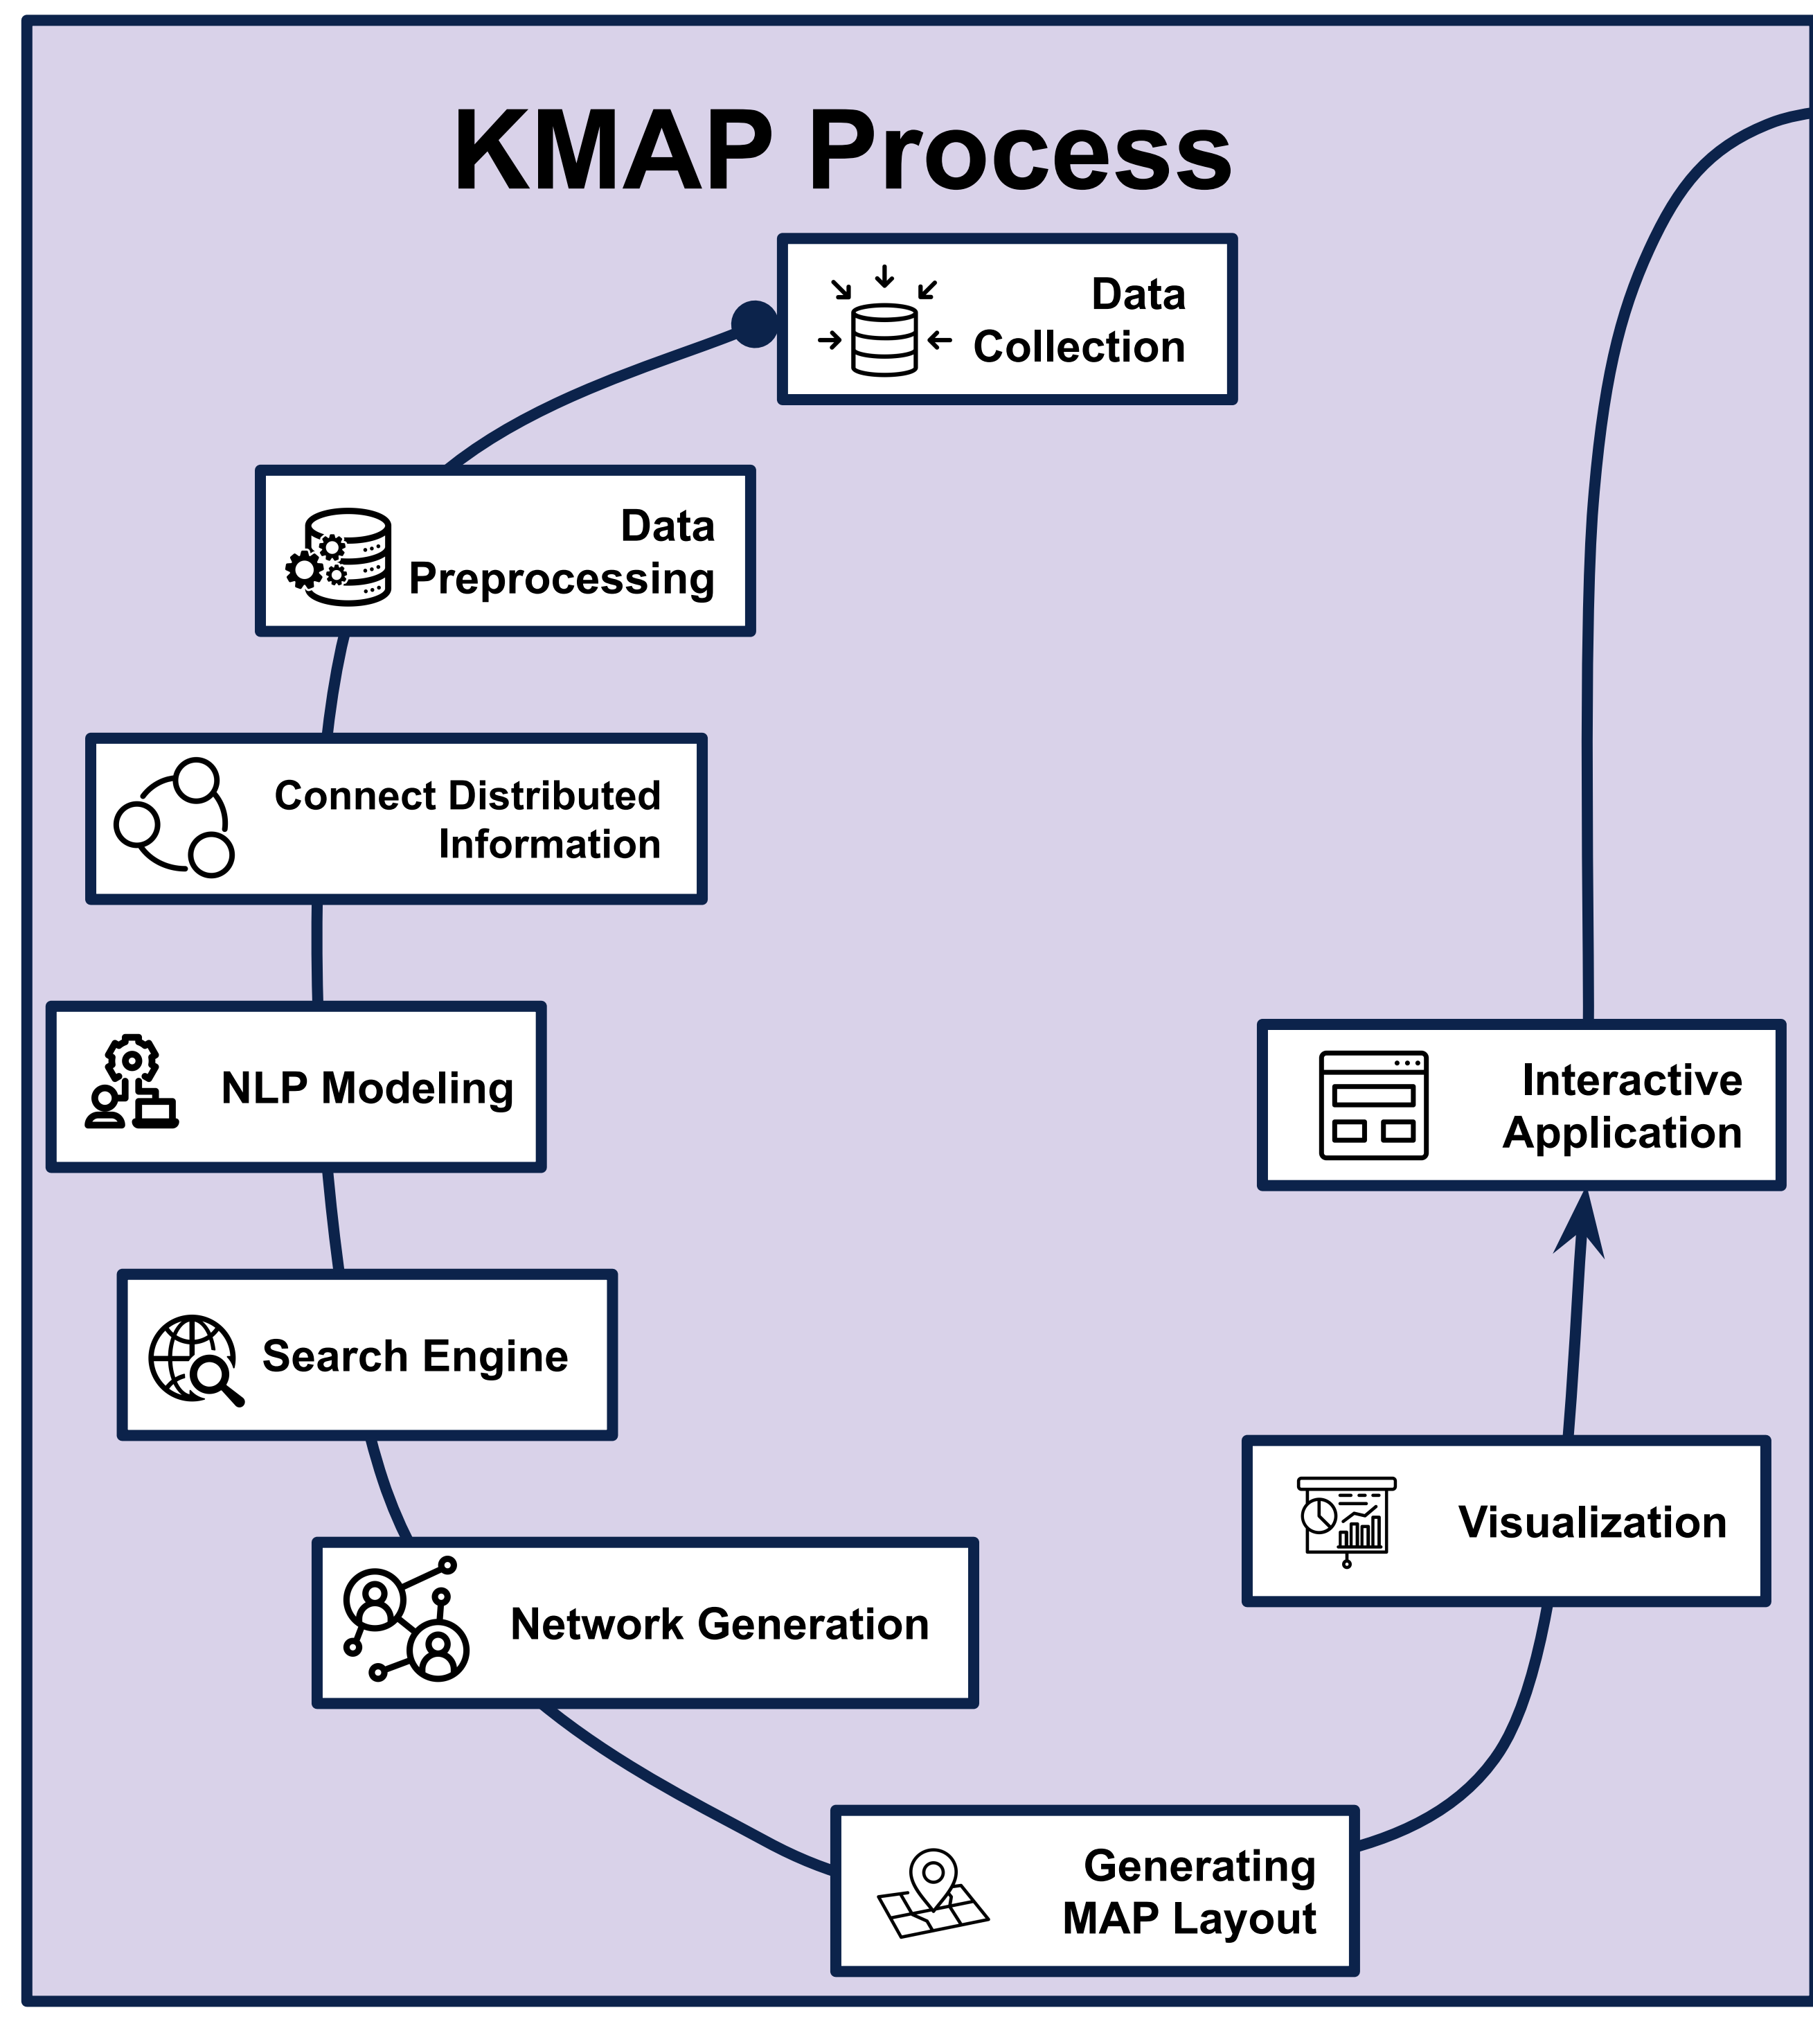 KMAP Process
Data
Collection
Data
Preprocessing
Connect Distributed
Information
NLP Modeling
Search Engine
Network Generation
Generating
MAP Layout
Visualization
Interactive
Application